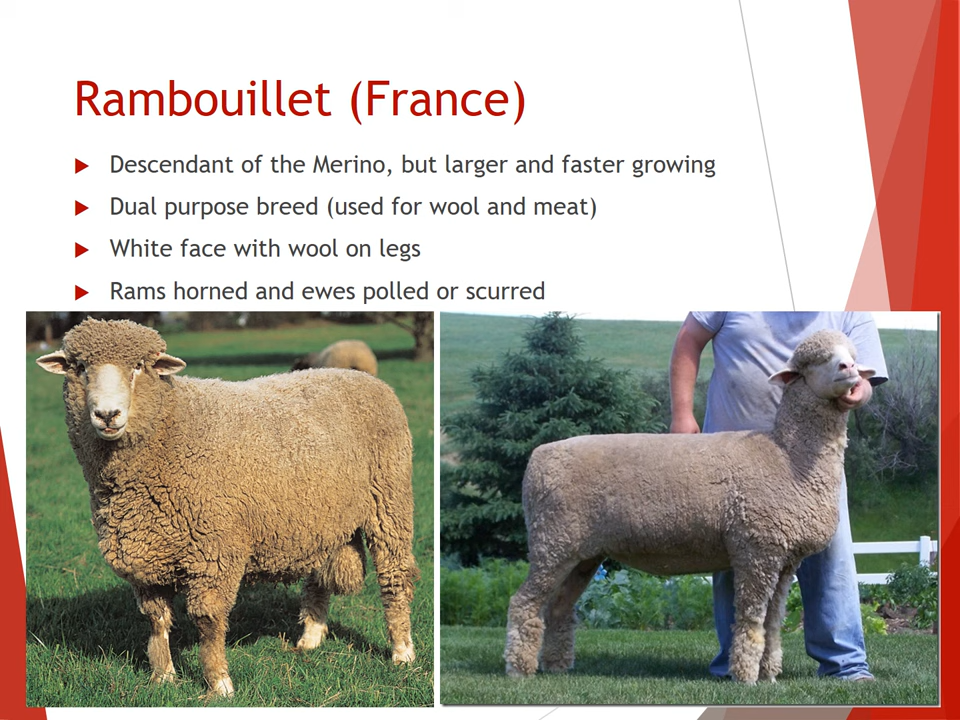 Rambouillet (France)
Descendant of the Merino, but larger and faster growing
Dual purpose breed (used for wool and meat)
White face with wool on legs
Rams horned and ewes polled or scurred